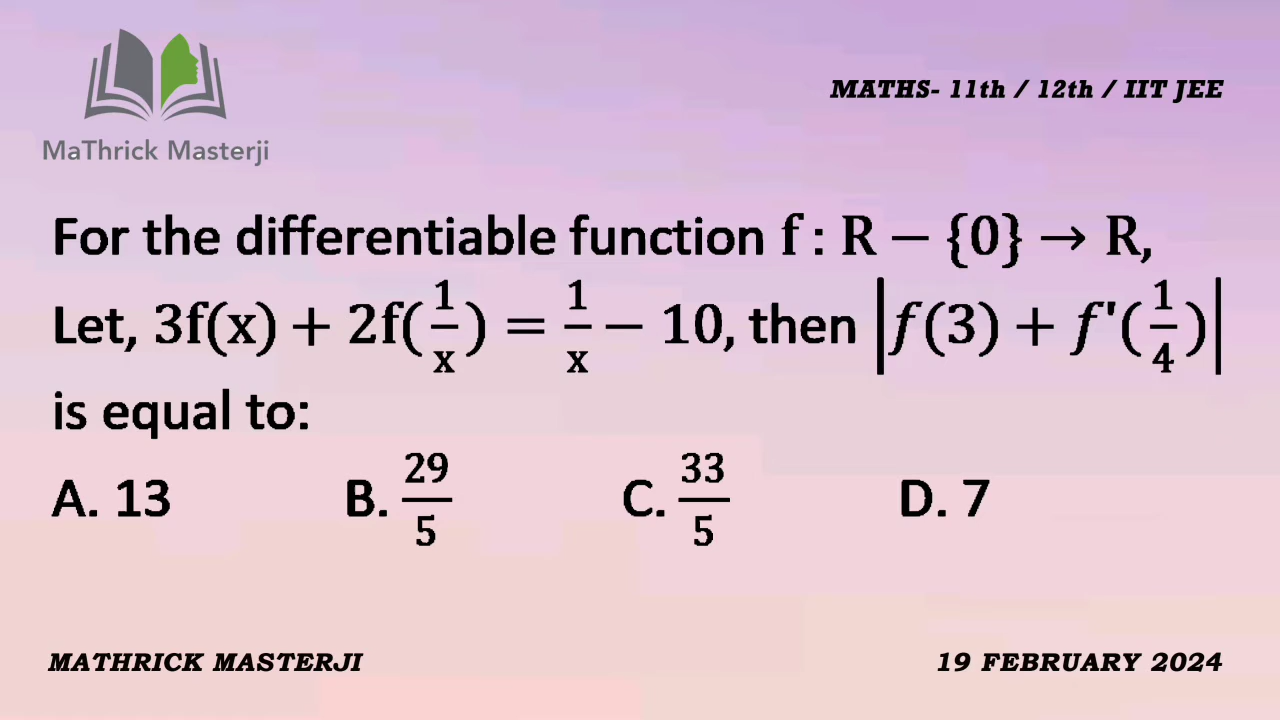 MaThrick Masterji
MATHS- 11th / 12th / IIT JEE
For the differentiable function f : R − {0} → R,
Let, 3f(x) + 2f(1/x) = 1/x − 10, then |f(3) + f'(1/4)|
is equal to:
A. 13 B. 29/5 C. 33/5 D. 7
MATHRICK MASTERJI 19 FEBRUARY 2024